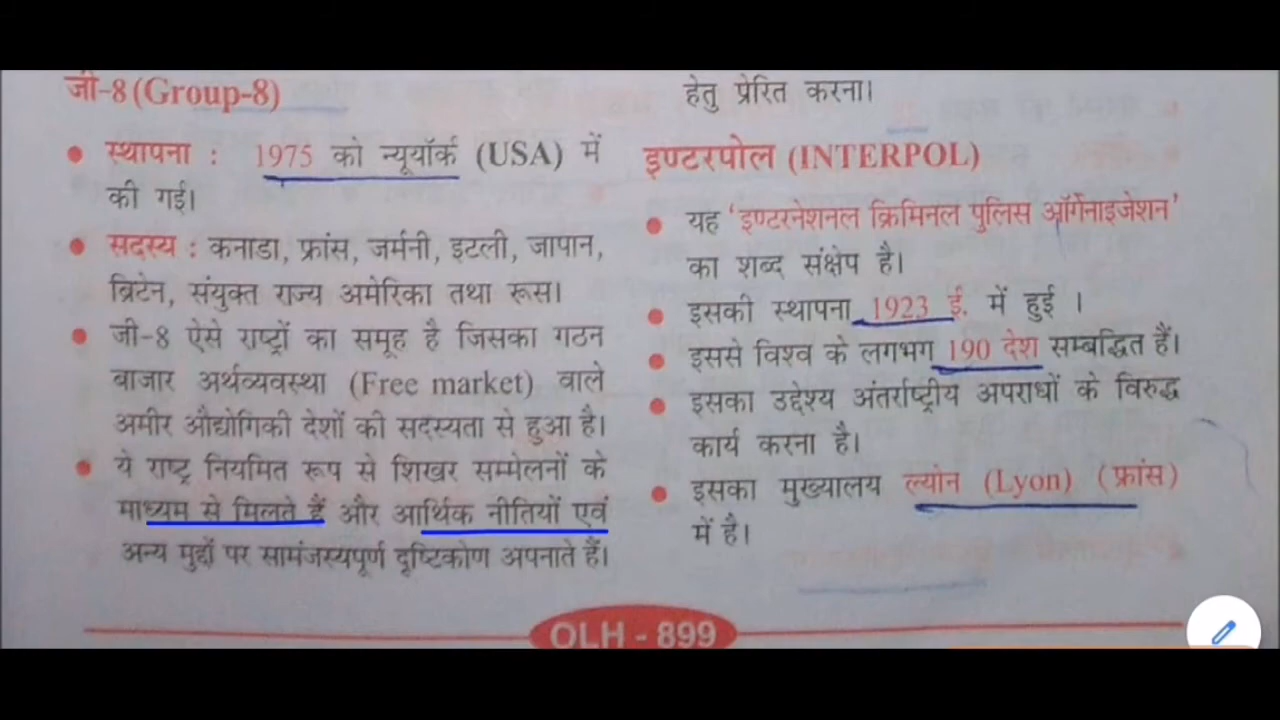 जी-8 (Group-8)
● स्थापना : 1975 को न्यूयॉर्क (USA) में
की गई।
● सदस्य : कनाडा, फ्रांस, जर्मनी, इटली, जापान,
ब्रिटेन, संयुक्त राज्य अमेरिका तथा रूस।
● जी-8 ऐसे राष्ट्रों का समूह है जिसका गठन
बाजार अर्थव्यवस्था (Free market) वाले
अमीर औद्योगिकी देशों की सदस्यता से हुआ है।
● ये राष्ट्र नियमित रूप से शिखर सम्मेलनों के
माध्यम से मिलते हैं और आर्थिक नीतियों एवं
अन्य मुद्दों पर सामंजस्यपूर्ण दृष्टिकोण अपनाते हैं।
हेतु प्रेरित करना।
इण्टरपोल (INTERPOL)
● यह 'इण्टरनेशनल क्रिमिनल पुलिस ऑर्गेनाइजेशन'
का शब्द संक्षेप है।
● इसकी स्थापना 1923 ई. में हुई ।
● इससे विश्व के लगभग 190 देश सम्बद्धित हैं।
● इसका उद्देश्य अंतर्राष्ट्रीय अपराधों के विरुद्ध
कार्य करना है।
● इसका मुख्यालय ल्योन (Lyon) (फ्रांस)
में है।
OLH - 899